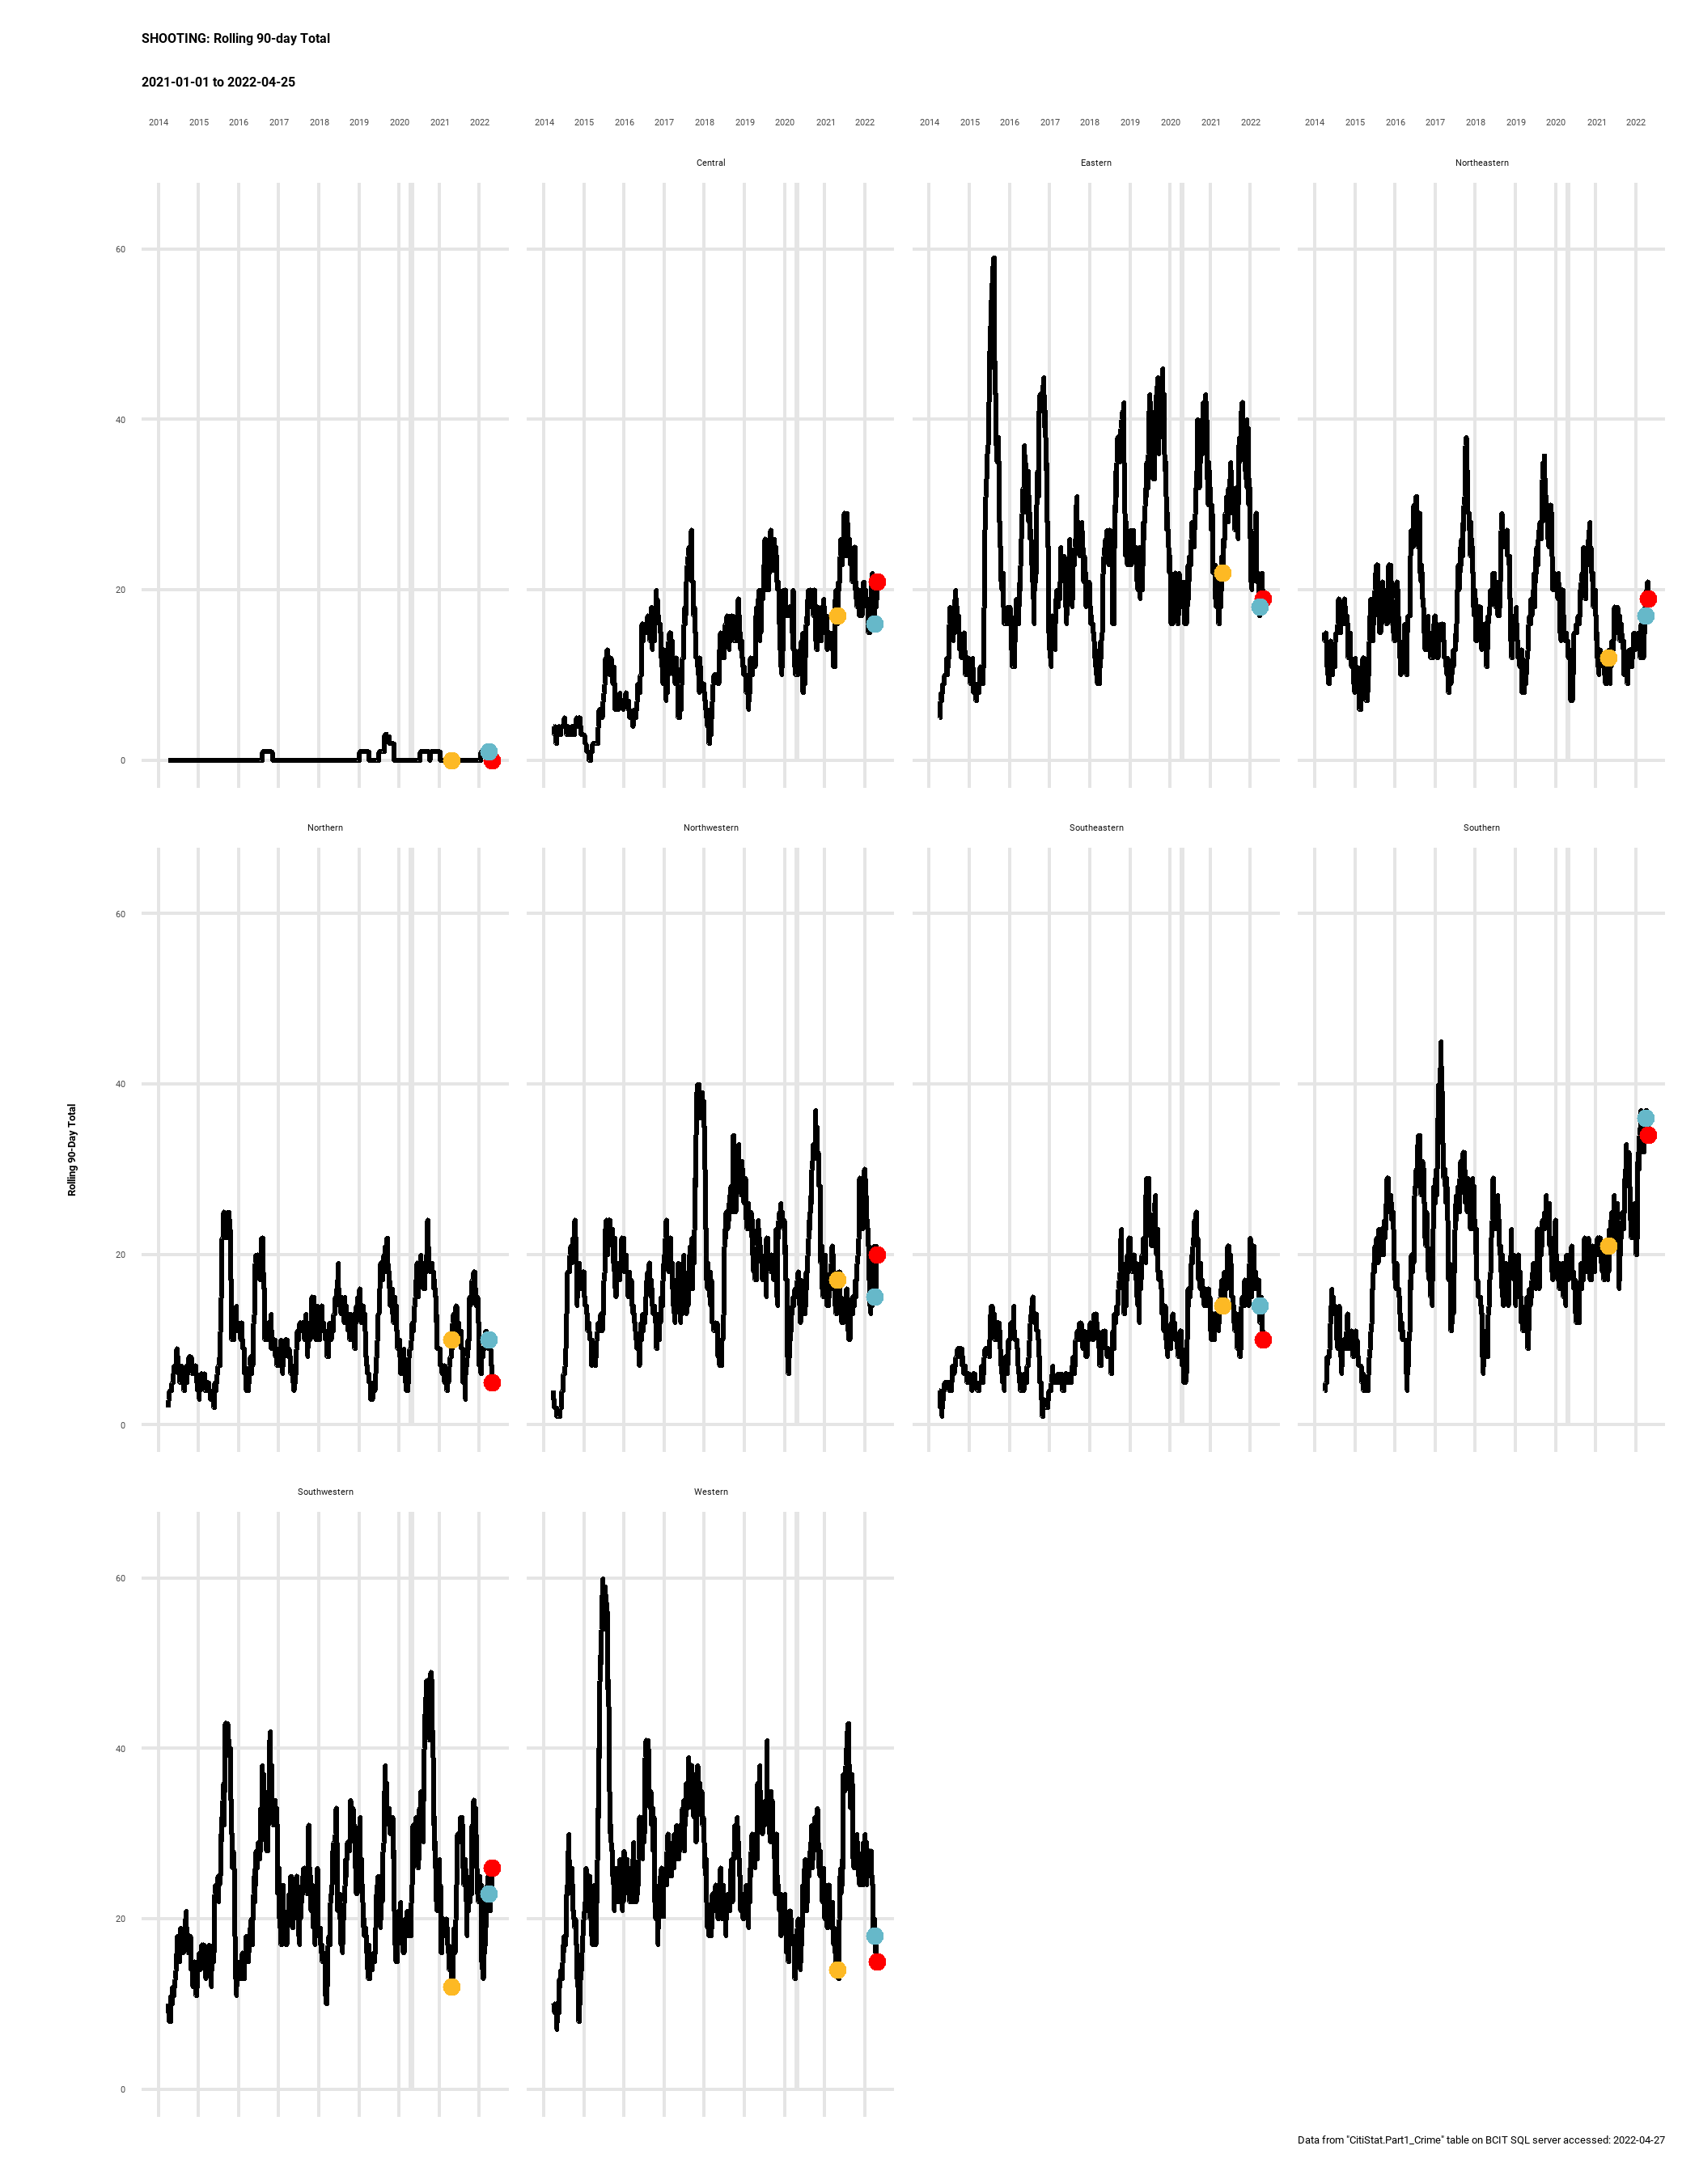 SHOOTING: Rolling 90-day Total
2021-01-01 to 2022-04-25
2014 2015 2016 2017 2018 2019 2020 2021 2022 2014 2015 2016 2017 2018 2019 2020 2021 2022 2014 2015 2016 2017 2018 2019 2020 2021 2022 2014 2015 2016 2017 2018 2019 2020 2021 2022
Central Eastern Northeastern
60
40
20
0
Northern Northwestern Southeastern Southern
60
40
Rolling 90-Day Total
20
0
Southwestern Western
60
40
20
0
Data from "CitiStat.Part1_Crime" table on BCIT SQL server accessed: 2022-04-27